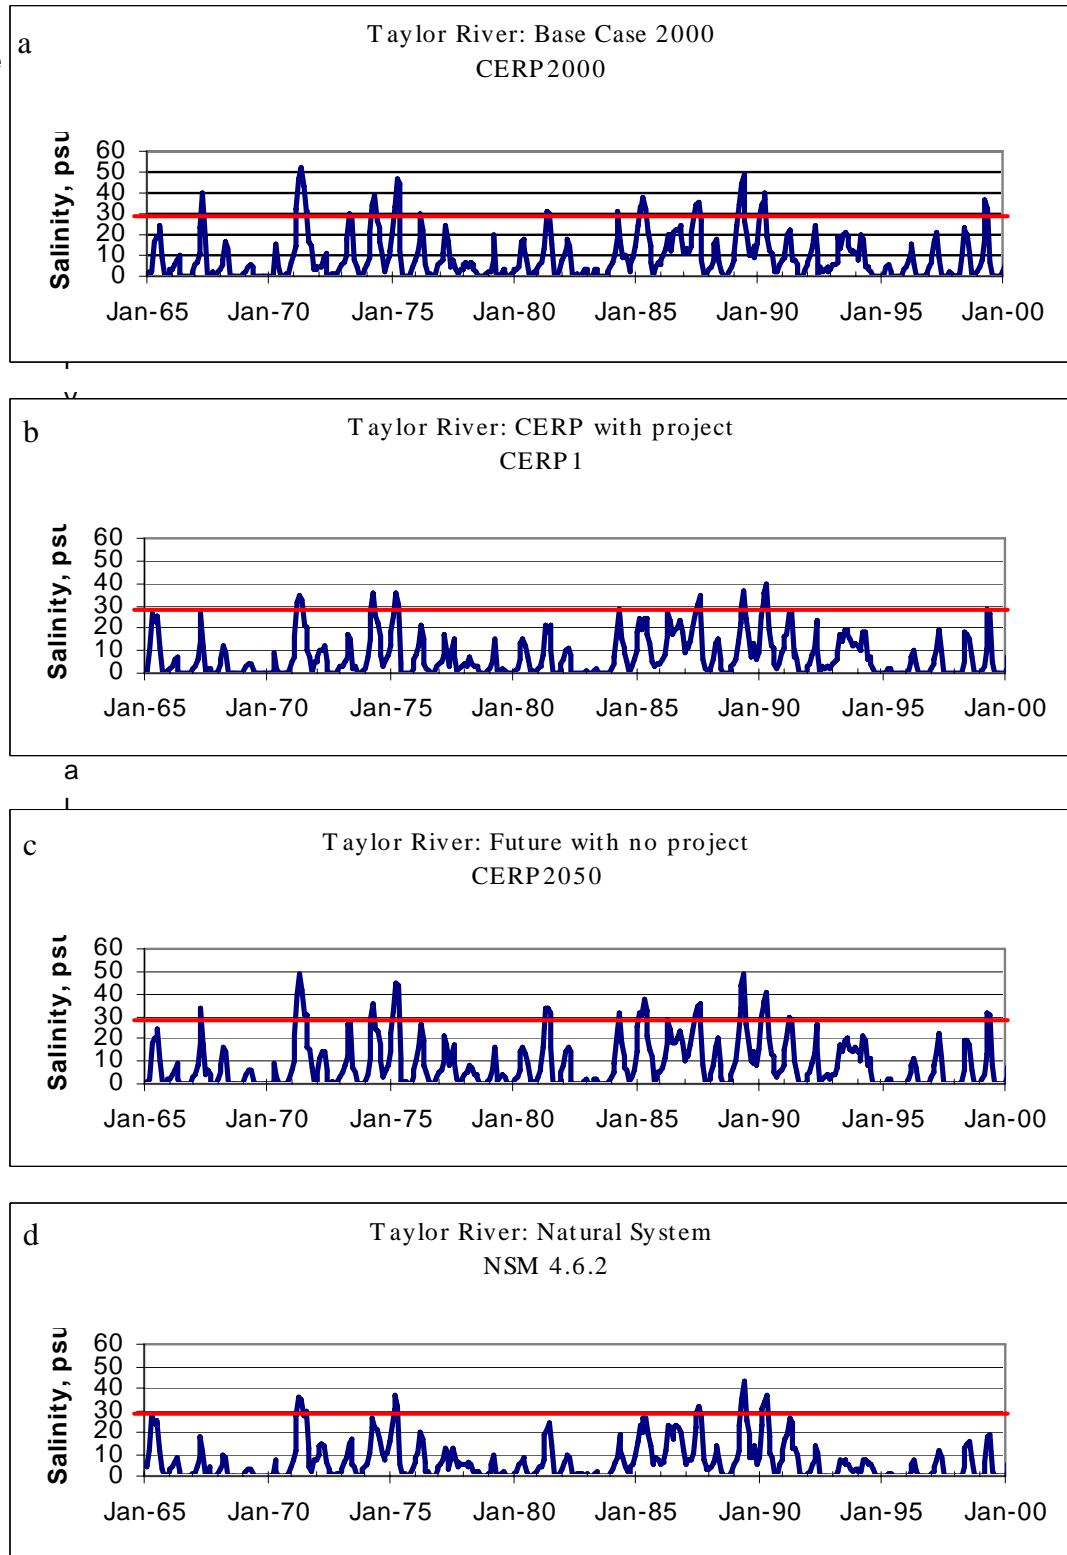 a
Taylor River: Base Case 2000
CERP2000
Salinity, psu
60
50
40
30
20
10
0
Jan-65 Jan-70 Jan-75 Jan-80 Jan-85 Jan-90 Jan-95 Jan-00
b
Taylor River: CERP with project
CERP1
Salinity, psu
60
50
40
30
20
10
0
Jan-65 Jan-70 Jan-75 Jan-80 Jan-85 Jan-90 Jan-95 Jan-00
a
c
Taylor River: Future with no project
CERP2050
Salinity, psu
60
50
40
30
20
10
0
Jan-65 Jan-70 Jan-75 Jan-80 Jan-85 Jan-90 Jan-95 Jan-00
d
Taylor River: Natural System
NSM 4.6.2
Salinity, psu
60
50
40
30
20
10
0
Jan-65 Jan-70 Jan-75 Jan-80 Jan-85 Jan-90 Jan-95 Jan-00